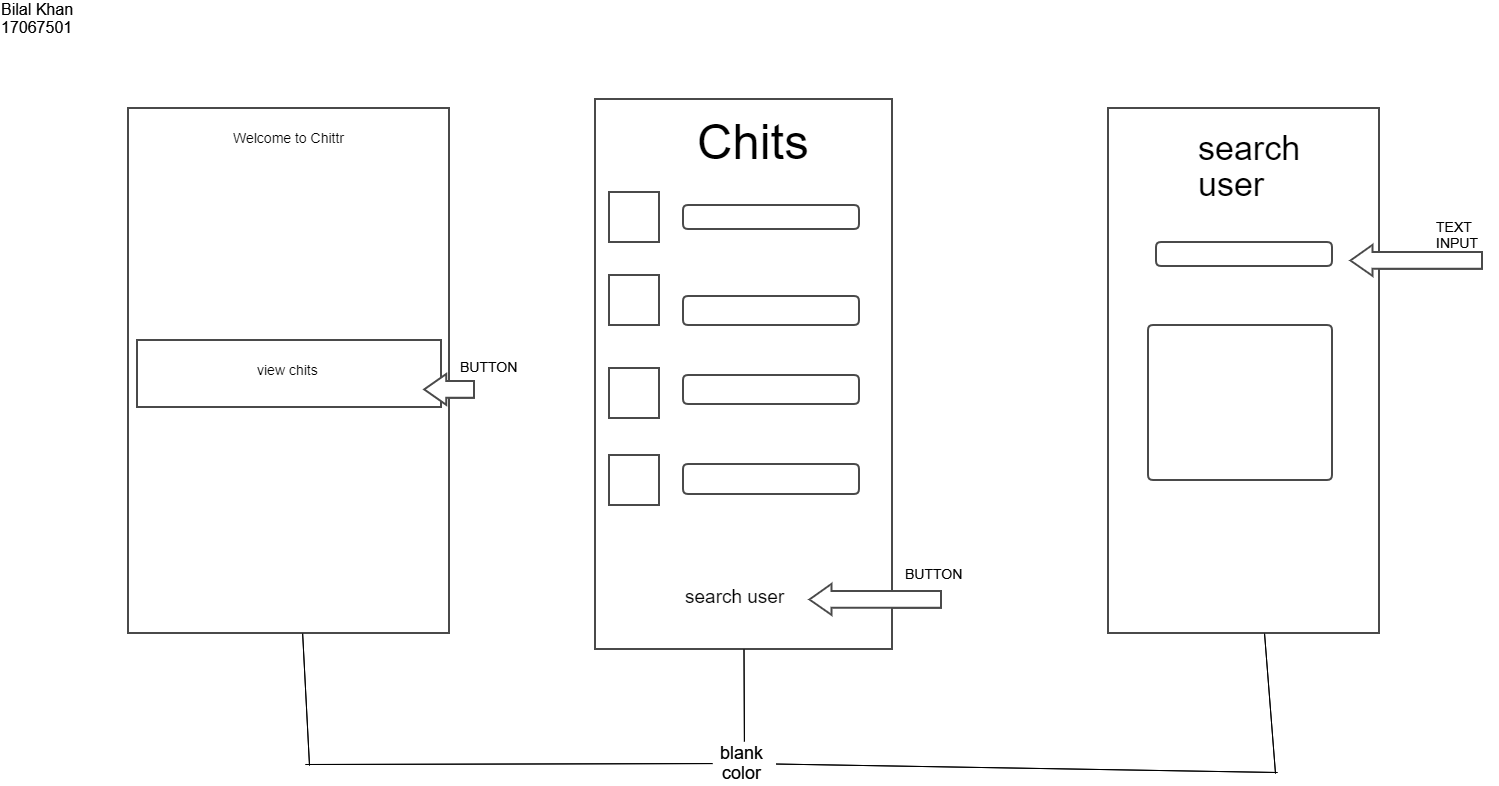 Bilal Khan
17067501
Welcome to Chittr
view chits
BUTTON
Chits
search user
BUTTON
search
user
TEXT
INPUT
blank
color